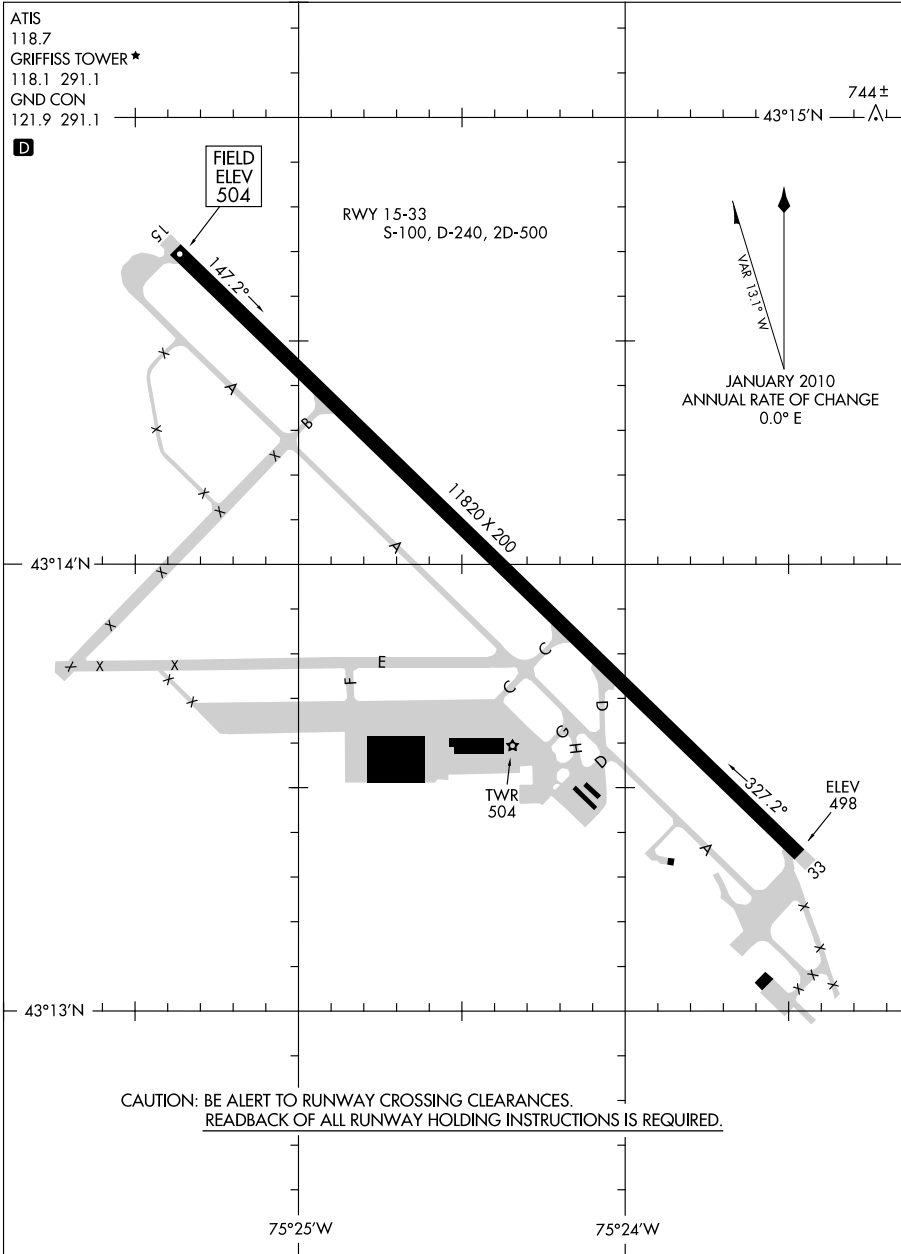 ATIS
118.7
GRIFFISS TOWER ★
118.1 291.1
GND CON
121.9 291.1
D
744±
43°15'N
FIELD
ELEV
504
RWY 15-33
S-100, D-240, 2D-500
15
147.2°
VAR 13.1° W
JANUARY 2010
ANNUAL RATE OF CHANGE
0.0° E
X
A
X
B
X
X
X
11820 X 200
A
43°14'N
X
X
C
X
X
X
E
X
F
C
X
D
G
H
D
TWR
504
327.2°
ELEV
498
A
33
X
X
X
X
X
43°13'N
CAUTION: BE ALERT TO RUNWAY CROSSING CLEARANCES.
READBACK OF ALL RUNWAY HOLDING INSTRUCTIONS IS REQUIRED.
75°25'W
75°24'W